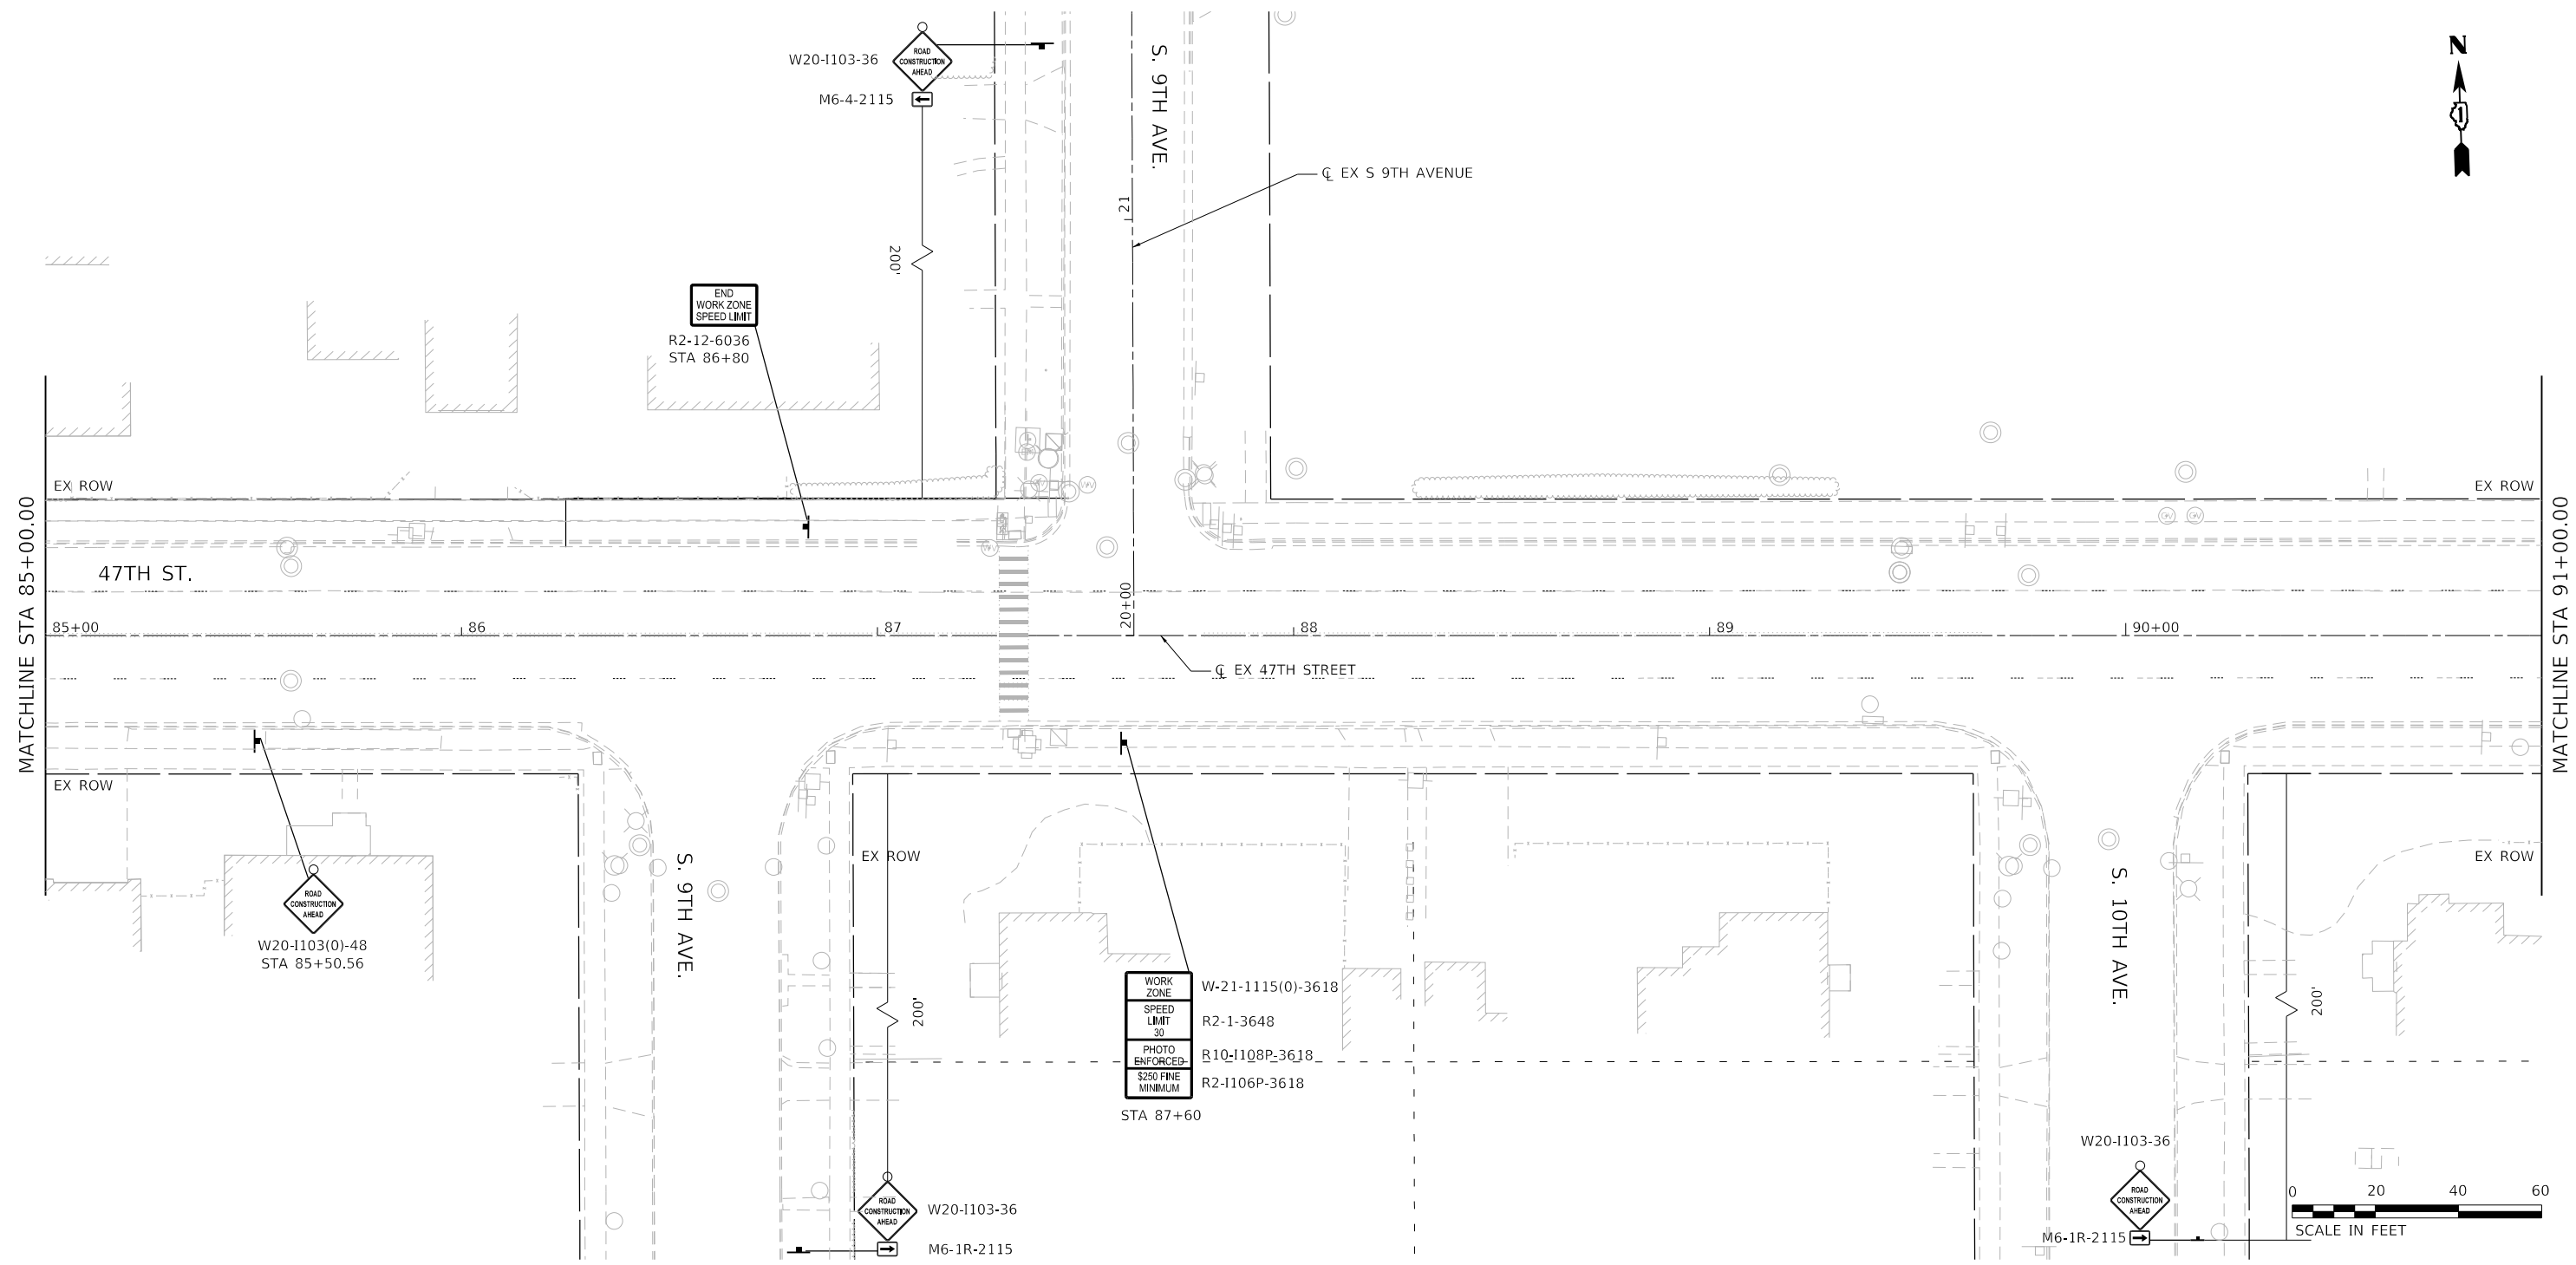 ROAD
CONSTRUCTION
AHEAD
W20-I103-36
M6-4-2115
200'
S. 9TH AVE.
N
1
℄ EX S 9TH AVENUE
21
END
WORK ZONE
SPEED LIMIT
R2-12-6036
STA 86+80
EX ROW
EX ROW
MATCHLINE STA 85+00.00
MATCHLINE STA 91+00.00
47TH ST.
20+00
85+00
86
87
88
89
90+00
℄ EX 47TH STREET
EX ROW
EX ROW
EX ROW
S. 9TH AVE.
S. 10TH AVE.
ROAD
CONSTRUCTION
AHEAD
W20-I103(0)-48
STA 85+50.56
200'
WORK
ZONE
W-21-1115(0)-3618
SPEED
LIMIT
30
R2-1-3648
PHOTO
ENFORCED
R10-I108P-3618
$250 FINE
MINIMUM
R2-I106P-3618
STA 87+60
200'
ROAD
CONSTRUCTION
AHEAD
W20-I103-36
M6-1R-2115
W20-I103-36
ROAD
CONSTRUCTION
AHEAD
M6-1R-2115
0 20 40 60
SCALE IN FEET